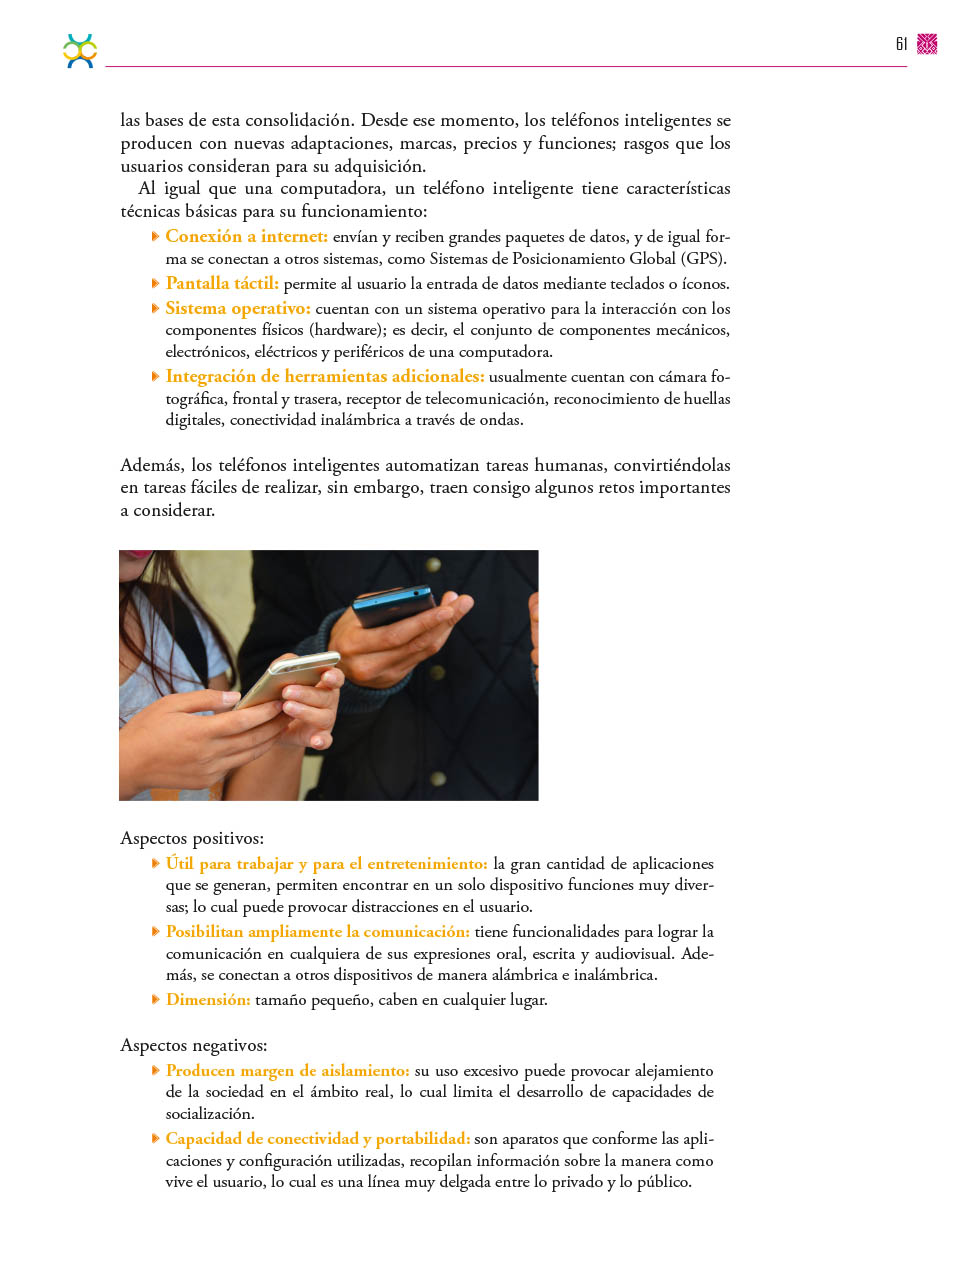 61
las bases de esta consolidación. Desde ese momento, los teléfonos inteligentes se
producen con nuevas adaptaciones, marcas, precios y funciones; rasgos que los
usuarios consideran para su adquisición.
Al igual que una computadora, un teléfono inteligente tiene características
técnicas básicas para su funcionamiento:
Conexión a internet: envían y reciben grandes paquetes de datos, y de igual for-
ma se conectan a otros sistemas, como Sistemas de Posicionamiento Global (GPS).
Pantalla táctil: permite al usuario la entrada de datos mediante teclados o íconos.
Sistema operativo: cuentan con un sistema operativo para la interacción con los
componentes físicos (hardware); es decir, el conjunto de componentes mecánicos,
electrónicos, eléctricos y periféricos de una computadora.
Integración de herramientas adicionales: usualmente cuentan con cámara fo-
tográfica, frontal y trasera, receptor de telecomunicación, reconocimiento de huellas
digitales, conectividad inalámbrica a través de ondas.
Además, los teléfonos inteligentes automatizan tareas humanas, convirtiéndolas
en tareas fáciles de realizar, sin embargo, traen consigo algunos retos importantes
a considerar.
Aspectos positivos:
Útil para trabajar y para el entretenimiento: la gran cantidad de aplicaciones
que se generan, permiten encontrar en un solo dispositivo funciones muy diver-
sas; lo cual puede provocar distracciones en el usuario.
Posibilitan ampliamente la comunicación: tiene funcionalidades para lograr la
comunicación en cualquiera de sus expresiones oral, escrita y audiovisual. Ade-
más, se conectan a otros dispositivos de manera alámbrica e inalámbrica.
Dimensión: tamaño pequeño, caben en cualquier lugar.
Aspectos negativos:
Producen margen de aislamiento: su uso excesivo puede provocar alejamiento
de la sociedad en el ámbito real, lo cual limita el desarrollo de capacidades de
socialización.
Capacidad de conectividad y portabilidad: son aparatos que conforme las apli-
caciones y configuración utilizadas, recopilan información sobre la manera como
vive el usuario, lo cual es una línea muy delgada entre lo privado y lo público.